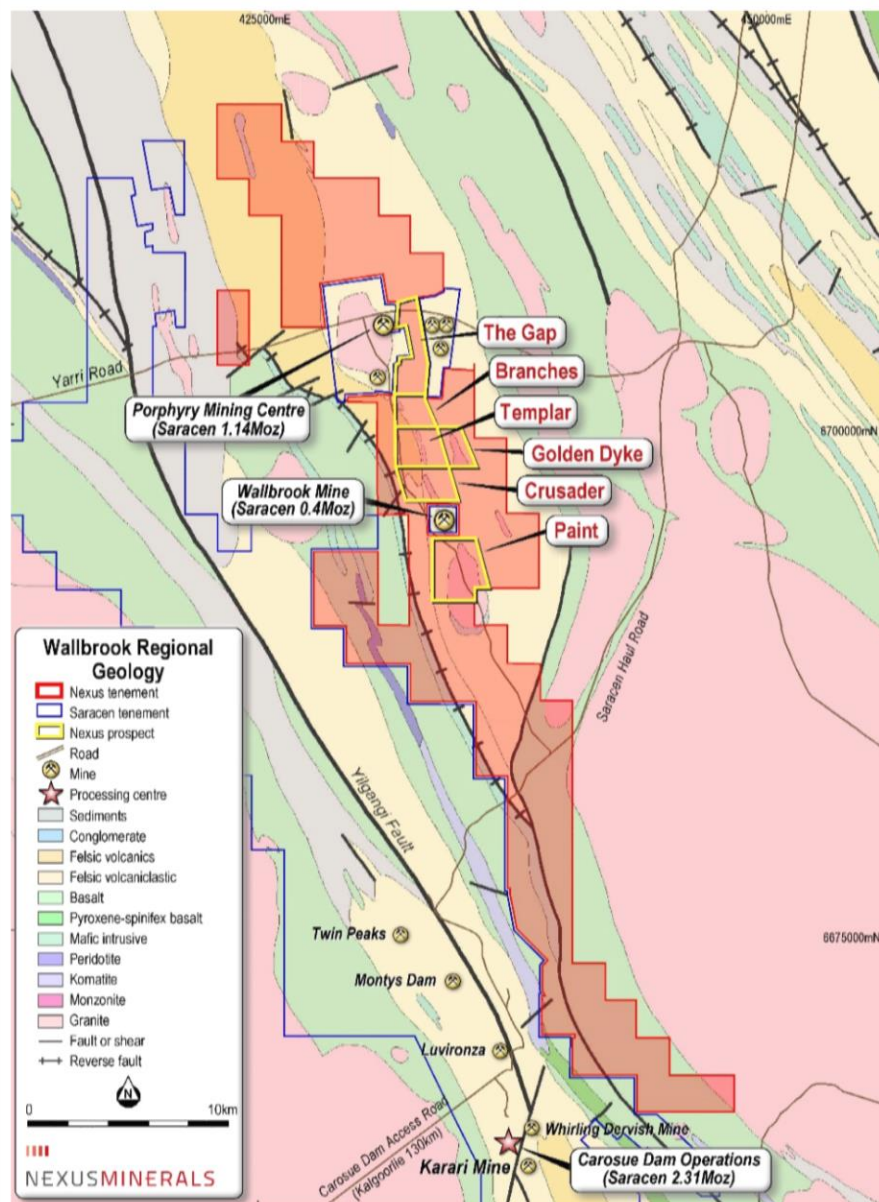 425000mE
450000mE
The Gap
Branches
Yarri Road
Porphyry Mining Centre
(Saracen 1.14Moz)
Templar
6700000mN
Golden Dyke
Wallbrook Mine
(Saracen 0.4Moz)
Crusader
Paint
Saracen Haul Road
Wallbrook Regional
Geology
Nexus tenement
Saracen tenement
Nexus prospect
Road
Mine
Processing centre
Sediments
Conglomerate
Felsic volcanics
Felsic volcaniclastic
Basalt
Pyroxene-spinifex basalt
Mafic intrusive
Peridotite
Komatite
Monzonite
Granite
Fault or shear
Reverse fault
N
0 10km
NEXUSMINERALS
Yilgangi Fault
Twin Peaks
6675000mN
Montys Dam
Luvironza
Carosue Dam Access Road
(Kalgoorlie 130km)
Whirling Dervish Mine
Karari Mine
Carosue Dam Operations
(Saracen 2.31Moz)